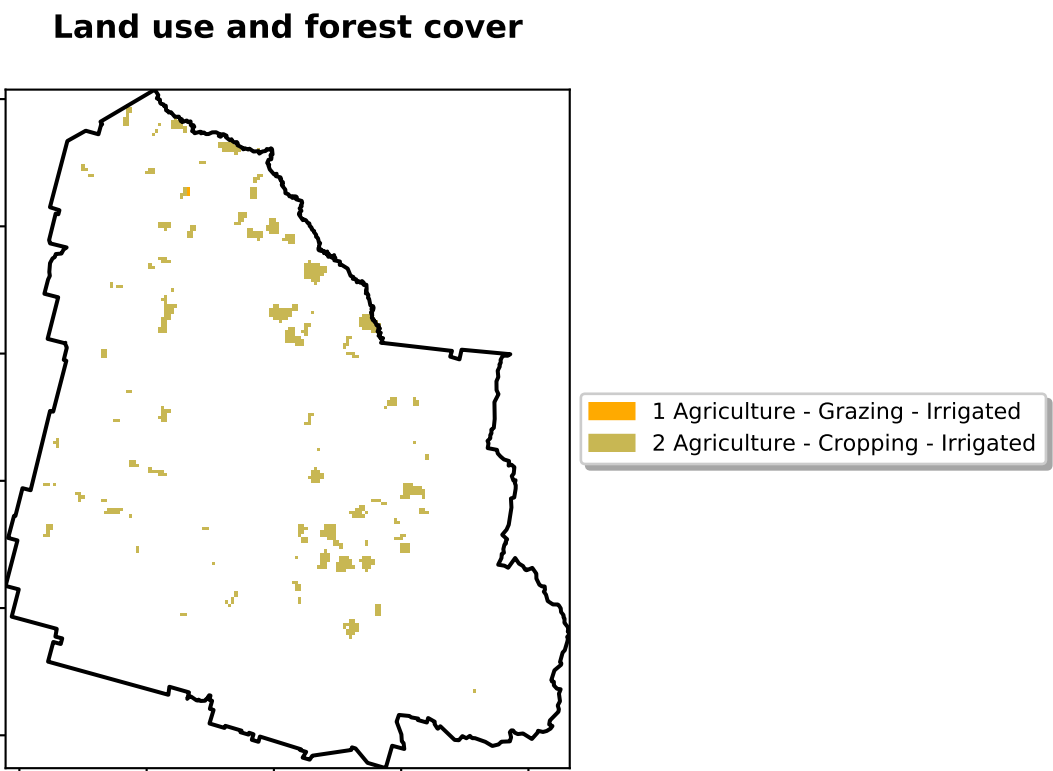 Land use and forest cover
1 Agriculture - Grazing - Irrigated
2 Agriculture - Cropping - Irrigated